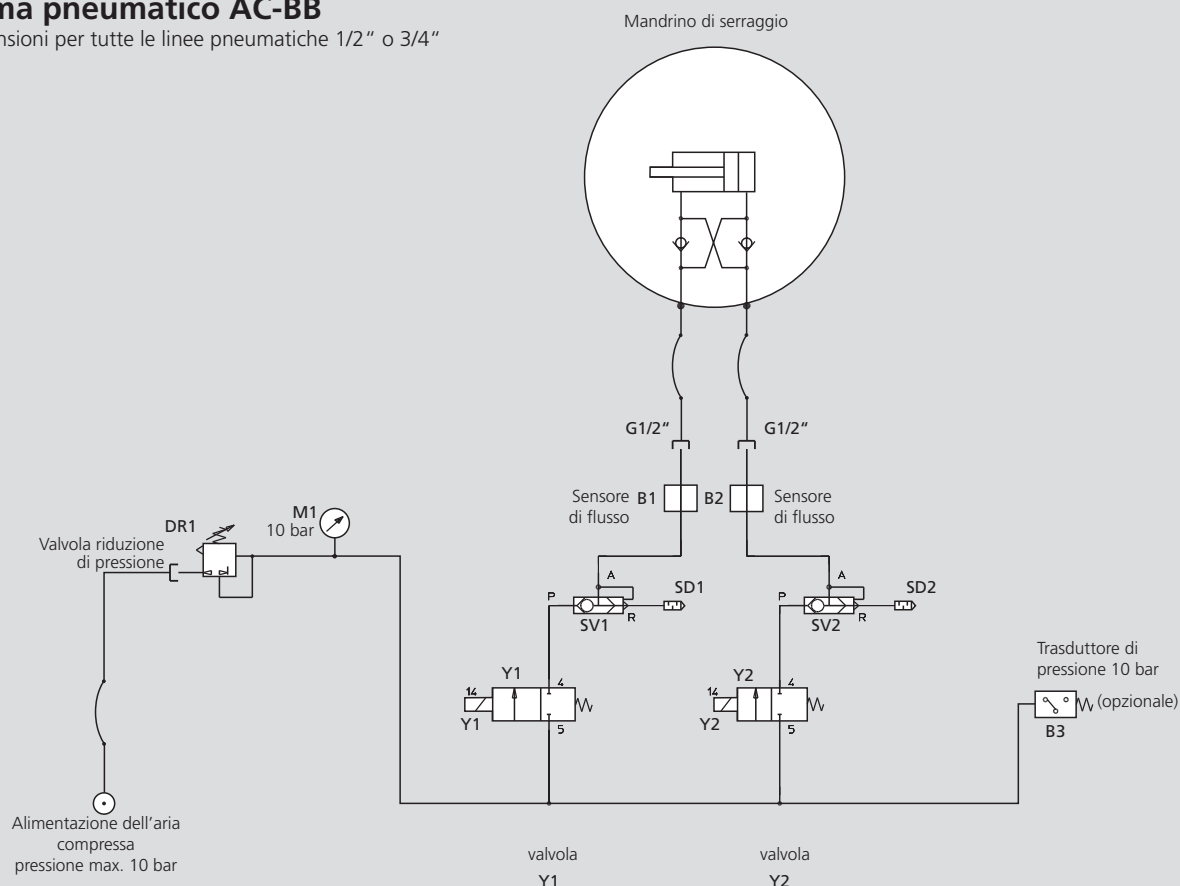 ma pneumatico AC-BB
nsioni per tutte le linee pneumatiche 1/2“ o 3/4“
Mandrino di serraggio
G1/2“
G1/2“
Sensore
di flusso
B1
B2
Sensore
di flusso
DR1
M1
10 bar
Valvola riduzione
di pressione
A
P
R
SV1
SD1
A
P
R
SV2
SD2
Y1
14
4
Y1
5
Y2
14
4
Y2
5
Trasduttore di
pressione 10 bar
(opzionale)
B3
Alimentazione dell’aria
compressa
pressione max. 10 bar
valvola
Y1
valvola
Y2